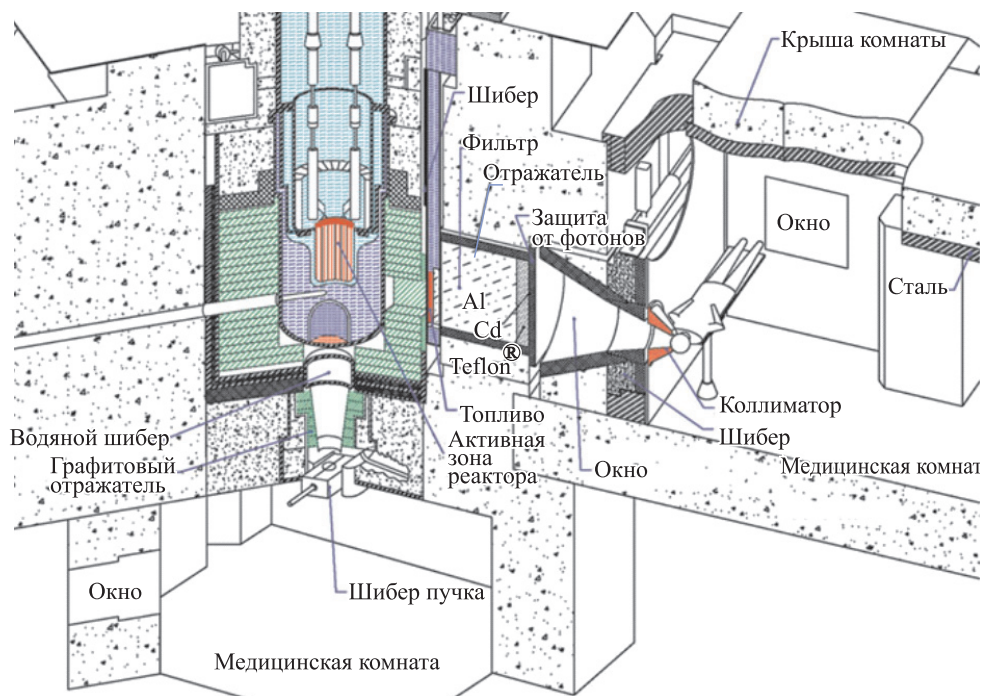 Крыша комнаты
Шибер
Фильтр
Отражатель
Защита
от фотонов
Окно
Сталь
Al
Cd
Teflon®
Топливо
Активная
зона
реактора
Коллиматор
Шибер
Окно
Медицинская комнат
Водяной шибер
Графитовый
отражатель
Окно
Шибер пучка
Медицинская комната